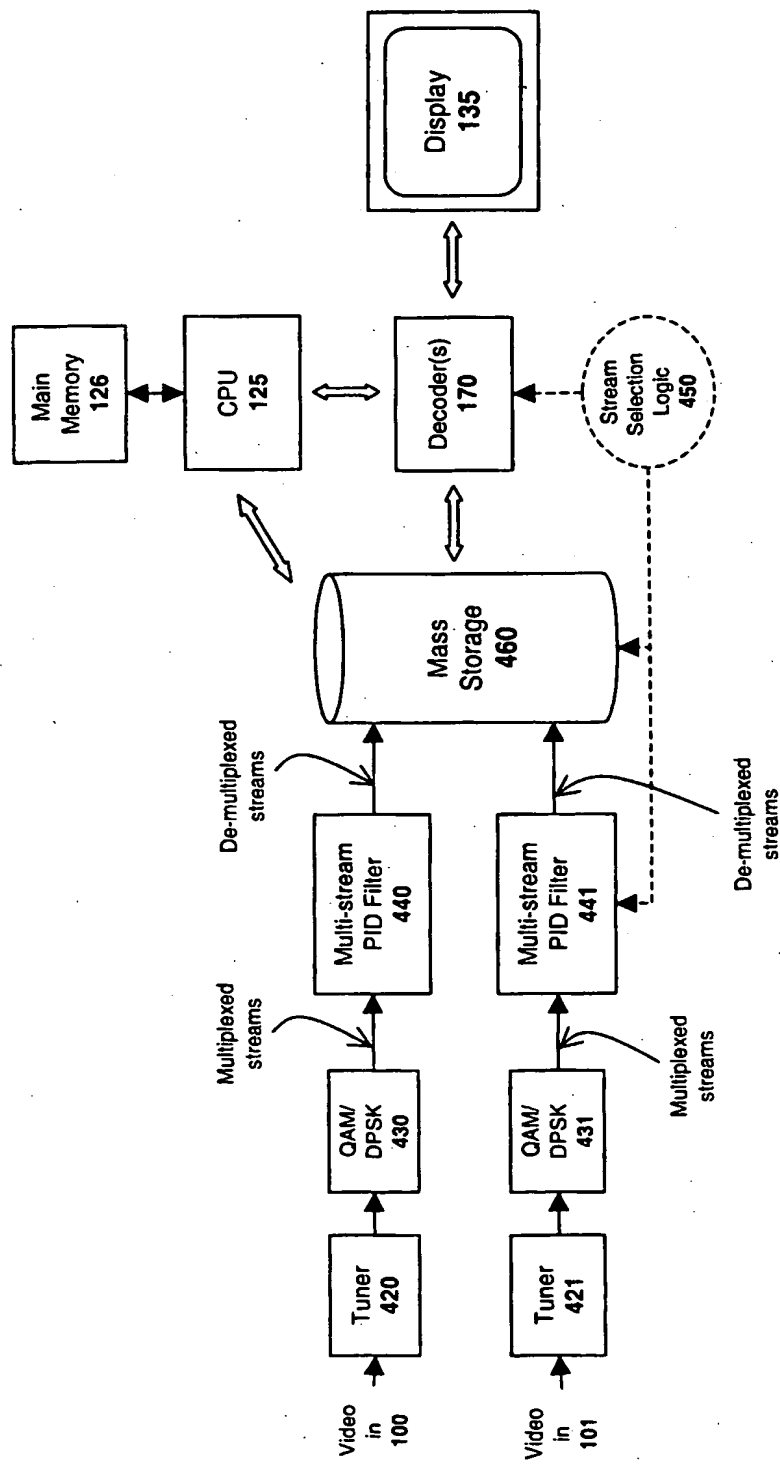 Video
in
100
Tuner
420
QAM/
DPSK
430
Multiplexed
streams
Multi-stream
PID Filter
440
De-multiplexed
streams
Video
in
101
Tuner
421
QAM/
DPSK
431
Multiplexed
streams
Multi-stream
PID Filter
441
De-multiplexed
streams
Mass
Storage
460
Main
Memory
126
CPU
125
Decoder(s)
170
Stream
Selection
Logic
450
Display
135